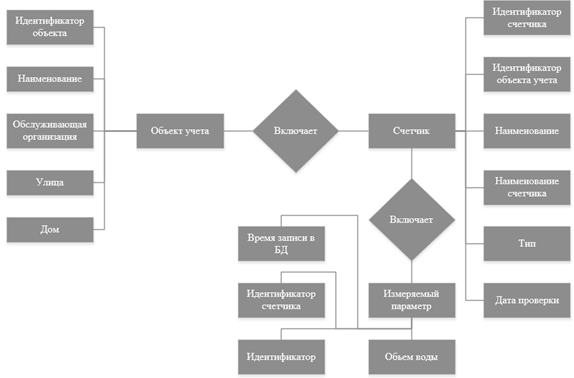 Идентификатор
объекта
Наименование
Обслуживающая
организация
Улица
Дом
Объект учета
Включает
Счетчик
Идентификатор
счетчика
Идентификатор
объекта учета
Наименование
Наименование
счетчика
Тип
Дата проверки
Включает
Время записи в
БД
Идентификатор
счетчика
Идентификатор
Измеряемый
параметр
Объем воды